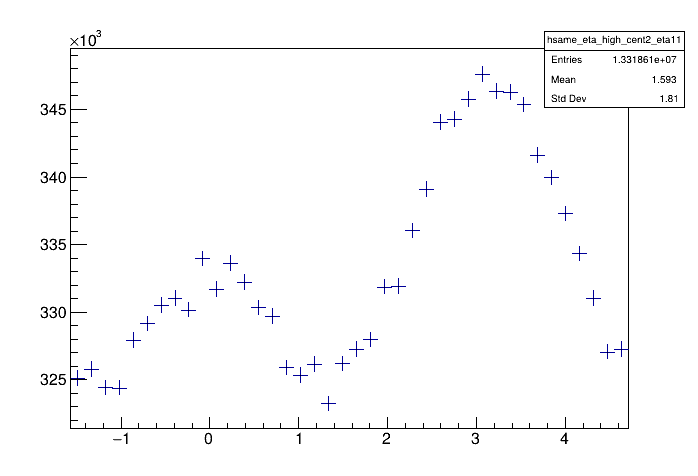 ×10³
hsame_eta_high_cent2_eta11
Entries 1.331861e+07
Mean 1.593
Std Dev 1.81
345
340
335
330
325
−1 0 1 2 3 4